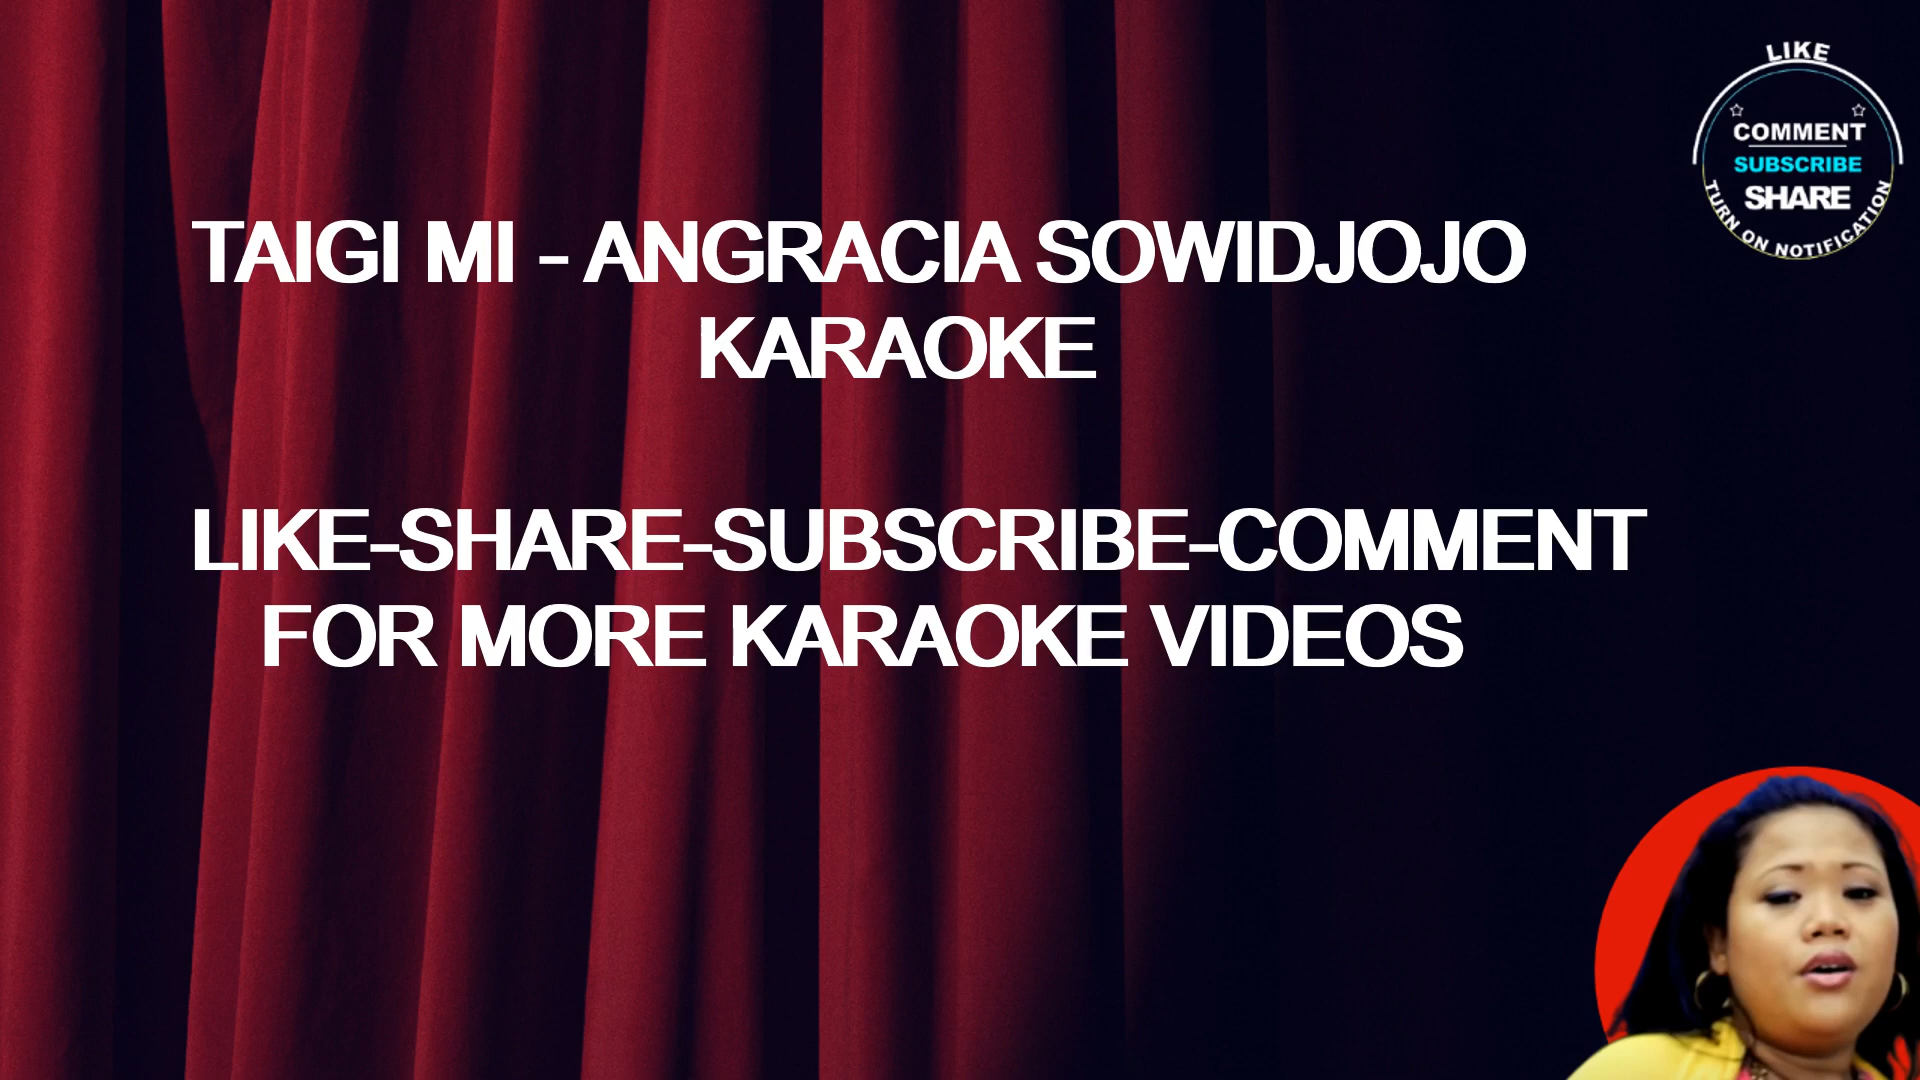 TAIGI MI - ANGRACIA SOWIDJOJO
KARAOKE
LIKE-SHARE-SUBSCRIBE-COMMENT
FOR MORE KARAOKE VIDEOS
LIKE
COMMENT
SUBSCRIBE
SHARE
TURN ON NOTIFICATION